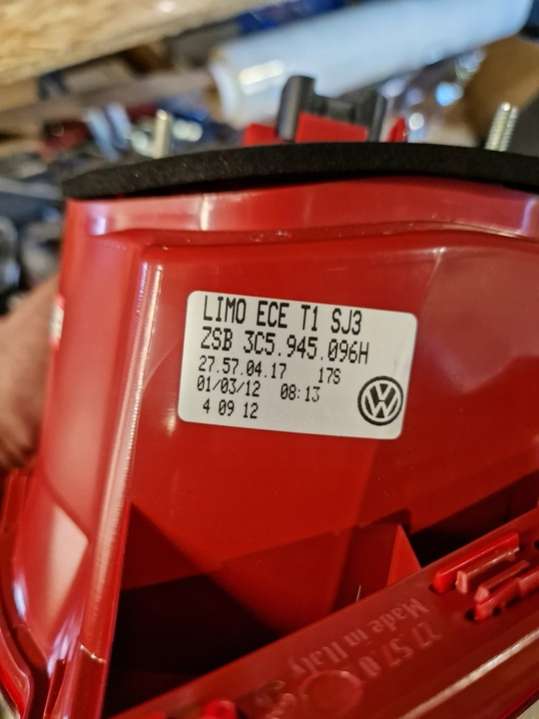 LIMO ECE T1 SJ3
ZSB 3C5.945.096H
27.57.04.17 17S
01/03/12 08:13
4 09 12
Made in Italy